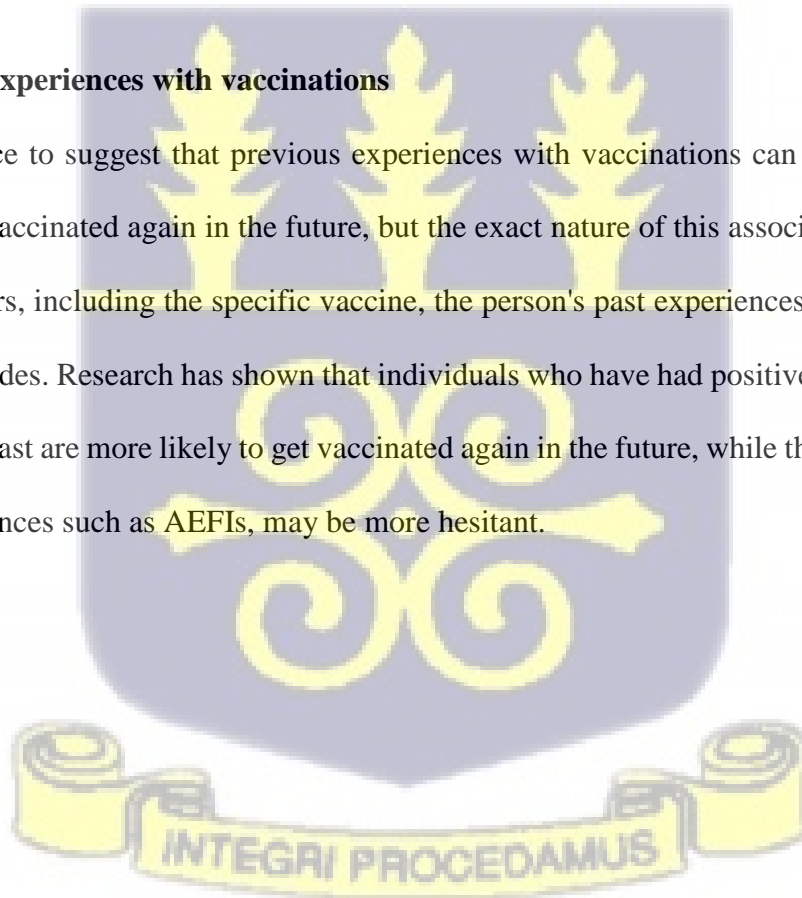 xperiences with vaccinations
ce to suggest that previous experiences with vaccinations can
accinated again in the future, but the exact nature of this associ
rs, including the specific vaccine, the person's past experiences
des. Research has shown that individuals who have had positive
ast are more likely to get vaccinated again in the future, while th
ences such as AEFIs, may be more hesitant.
INTEGRI PROCEDAMUS